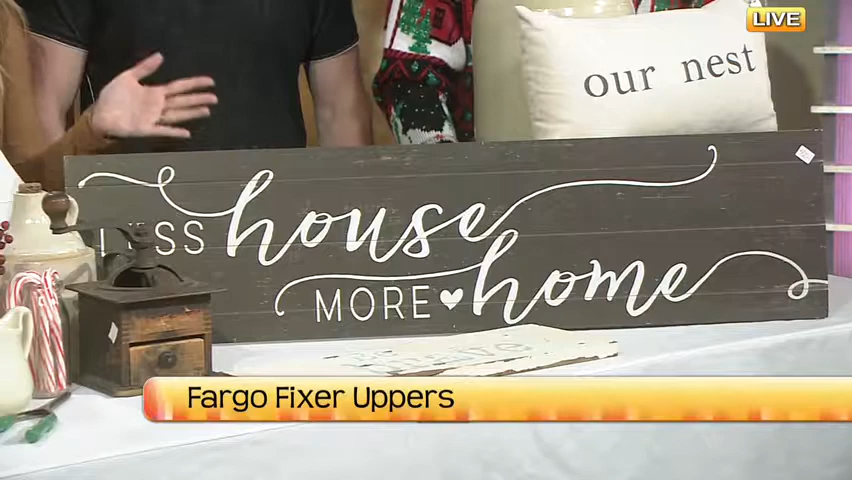 LIVE
our nest
LESS house
MORE home
Fargo Fixer Uppers